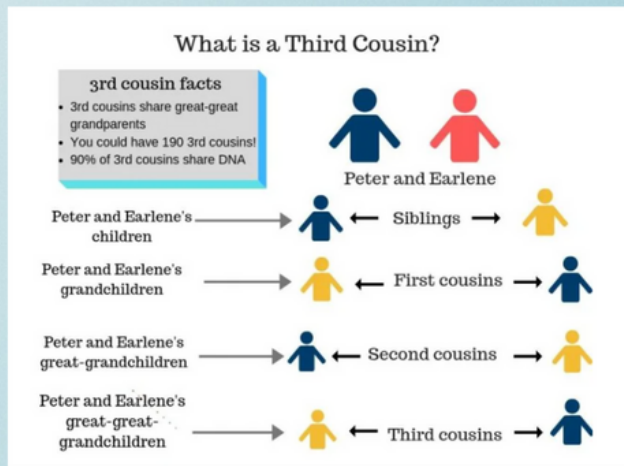 What is a Third Cousin?
3rd cousin facts
• 3rd cousins share great-great
grandparents
• You could have 190 3rd cousins!
• 90% of 3rd cousins share DNA
Peter and Earlene
Peter and Earlene's
children
Siblings
Peter and Earlene's
grandchildren
First cousins
Peter and Earlene's
great-grandchildren
Second cousins
Peter and Earlene's
great-great-
grandchildren
Third cousins